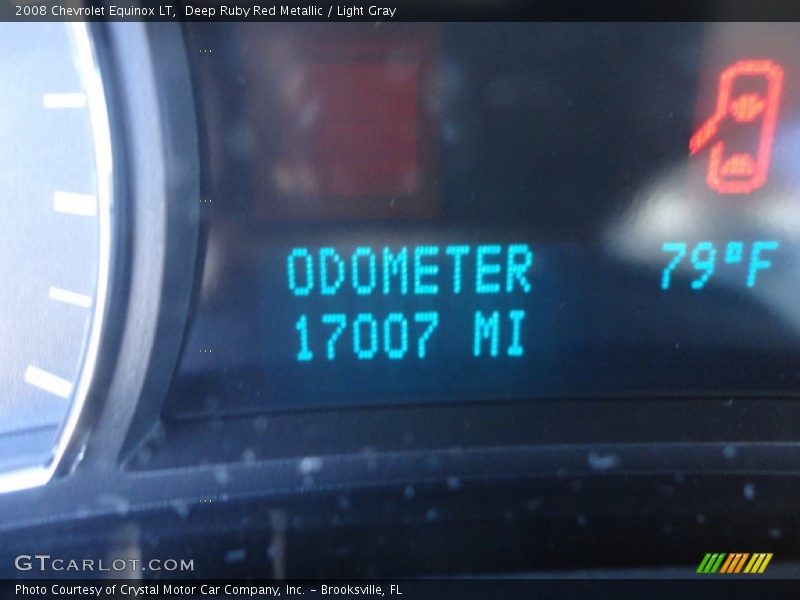 2008 Chevrolet Equinox LT, Deep Ruby Red Metallic / Light Gray
ODOMETER 79°F
17007 MI
GTCARLOT.COM
Photo Courtesy of Crystal Motor Car Company, Inc. – Brooksville, FL